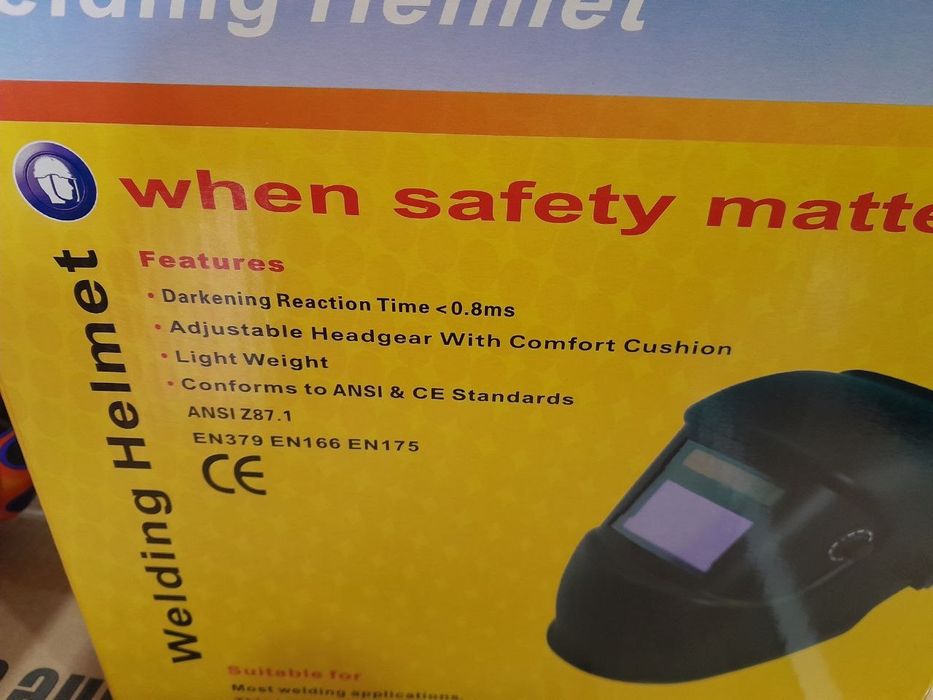 elding Helmet
when safety matte
Welding Helmet
Features
• Darkening Reaction Time <0.8ms
• Adjustable Headgear With Comfort Cushion
• Light Weight
• Conforms to ANSI & CE Standards
ANSI Z87.1
EN379 EN166 EN175
CE
Suitable for
Most welding applications.